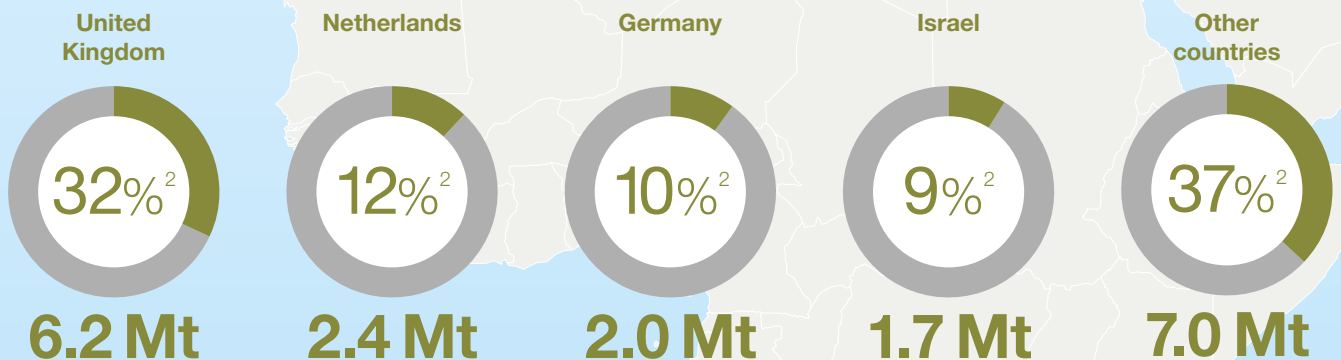 United
Kingdom
32%²
6.2 Mt
Netherlands
12%²
2.4 Mt
Germany
10%²
2.0 Mt
Israel
9%²
1.7 Mt
Other
countries
37%²
7.0 Mt